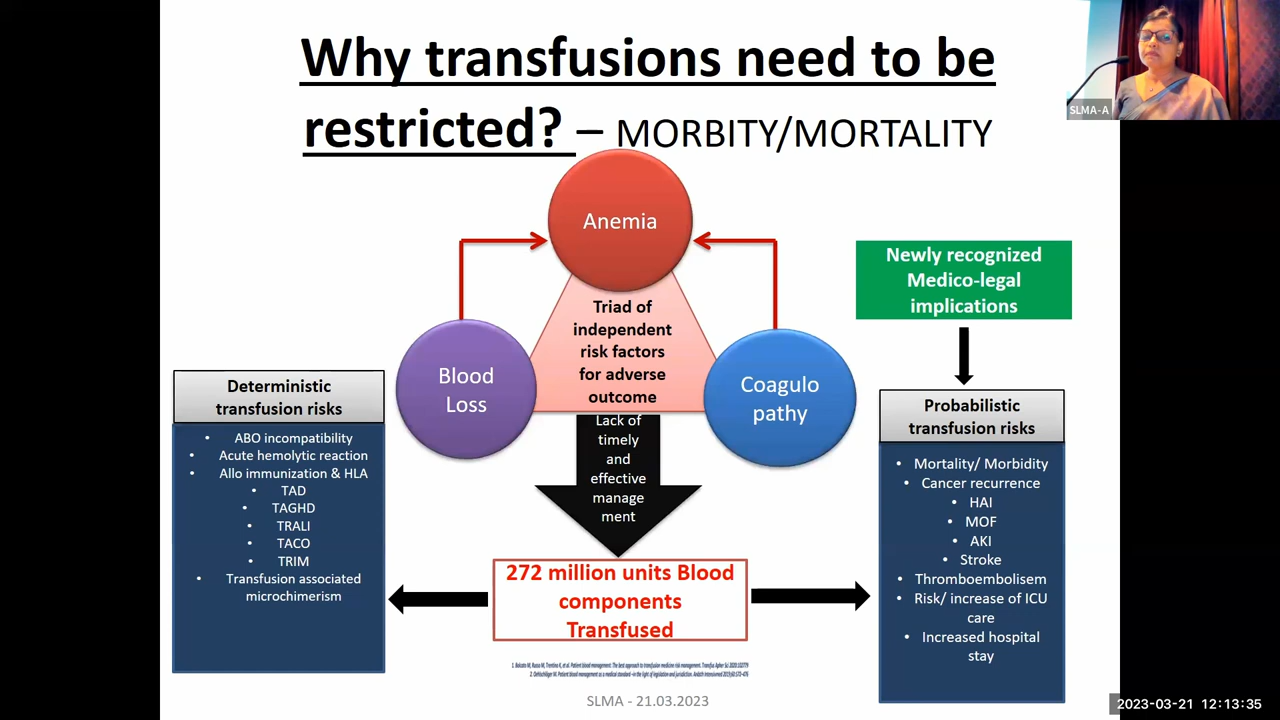 Why transfusions need to be
restricted? – MORBITY/MORTALITY
SLMA-A
Anemia
Newly recognized
Medico-legal
implications
Triad of
independent
risk factors
for adverse
outcome
Blood
Loss
Coagulo
pathy
Deterministic
transfusion risks
• ABO incompatibility
• Acute hemolytic reaction
• Allo immunization & HLA
• TAD
• TAGHD
• TRALI
• TACO
• TRIM
• Transfusion associated
microchimerism
Lack of
timely
and
effective
manage
ment
Probabilistic
transfusion risks
• Mortality/ Morbidity
• Cancer recurrence
• HAI
• MOF
• AKI
• Stroke
• Thromboembolisem
• Risk/ increase of ICU
care
• Increased hospital
stay
272 million units Blood
components
Transfused
SLMA - 21.03.2023
2023-03-21 12:13:35